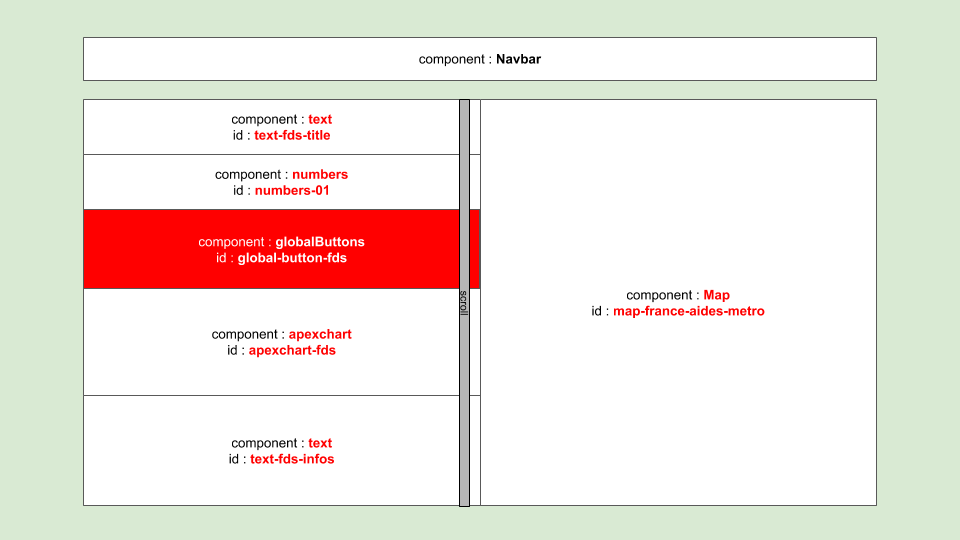 component : Navbar
component : text
id : text-fds-title
component : numbers
id : numbers-01
component : globalButtons
id : global-button-fds
scroll
component : apexchart
id : apexchart-fds
component : text
id : text-fds-infos
component : Map
id : map-france-aides-metro